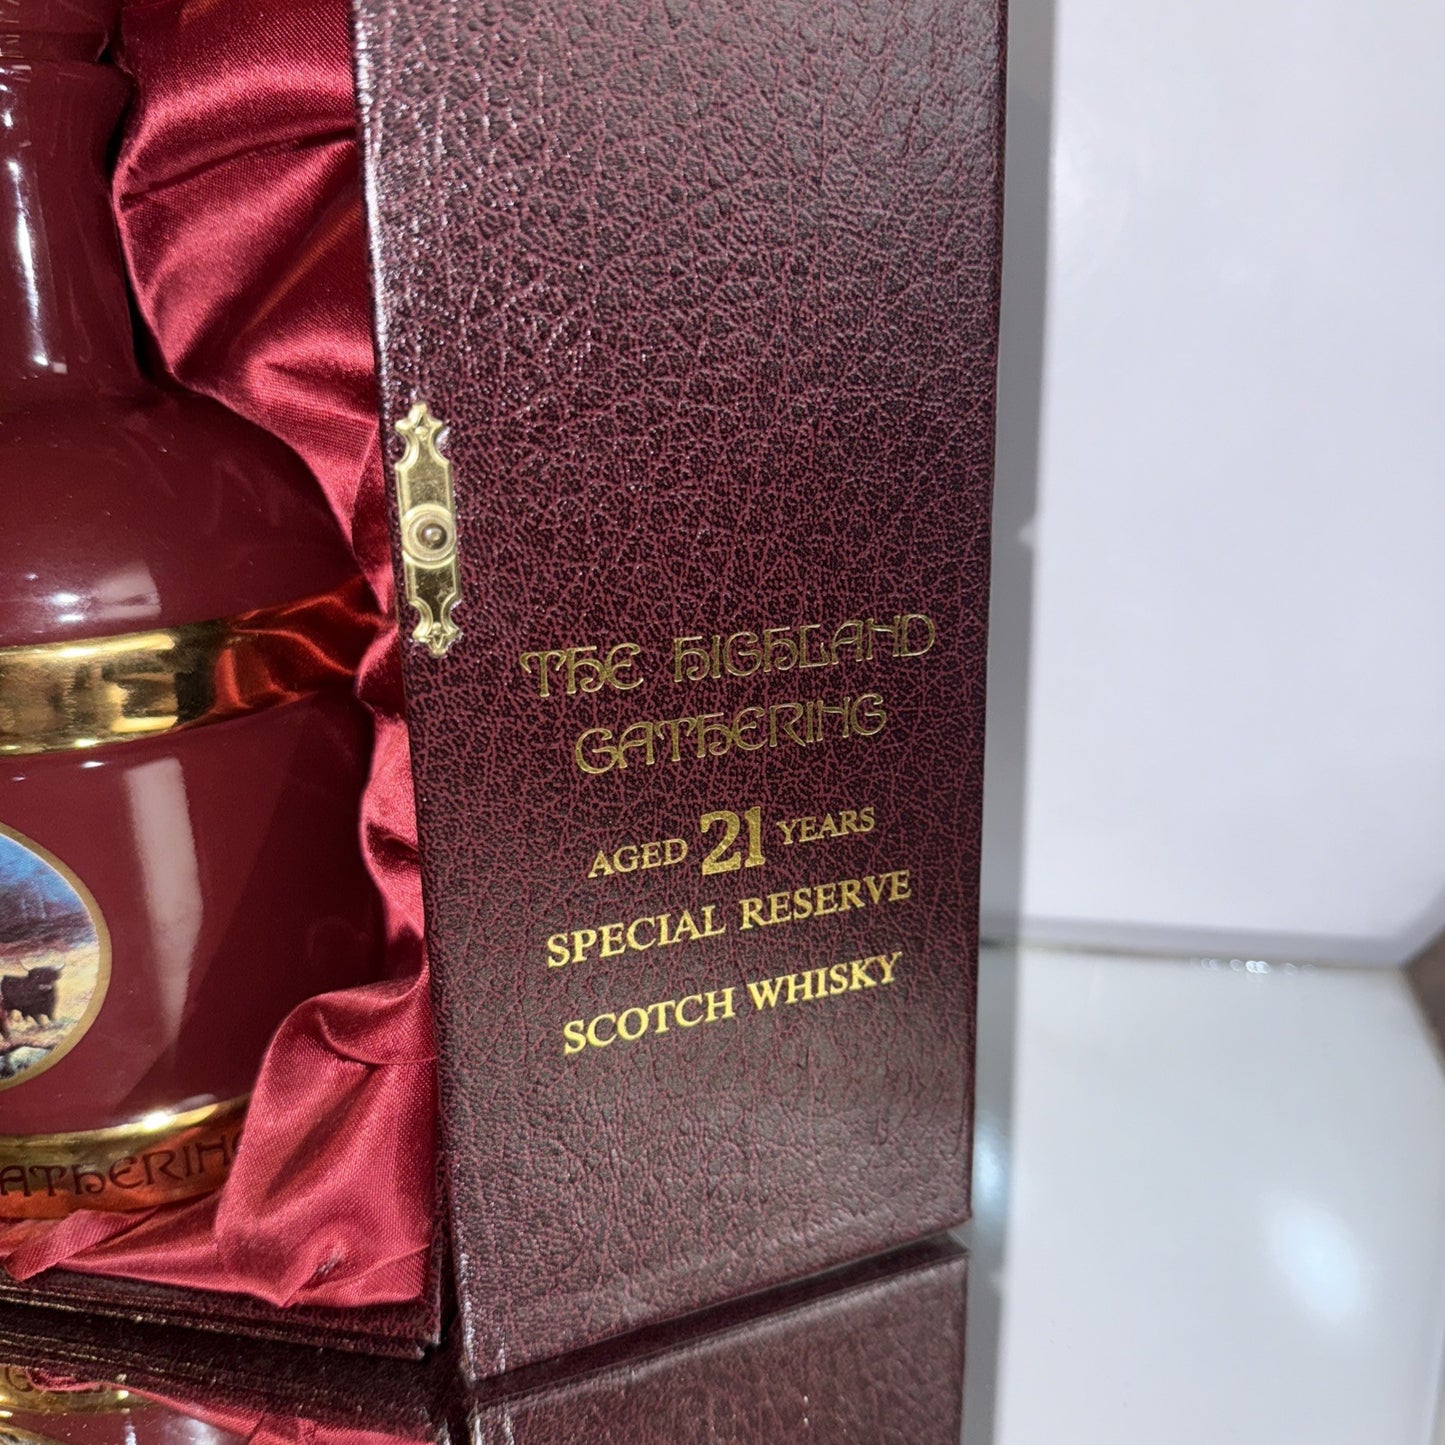 THE HIGHLAND
GATHERING
AGED 21 YEARS
SPECIAL RESERVE
SCOTCH WHISKY